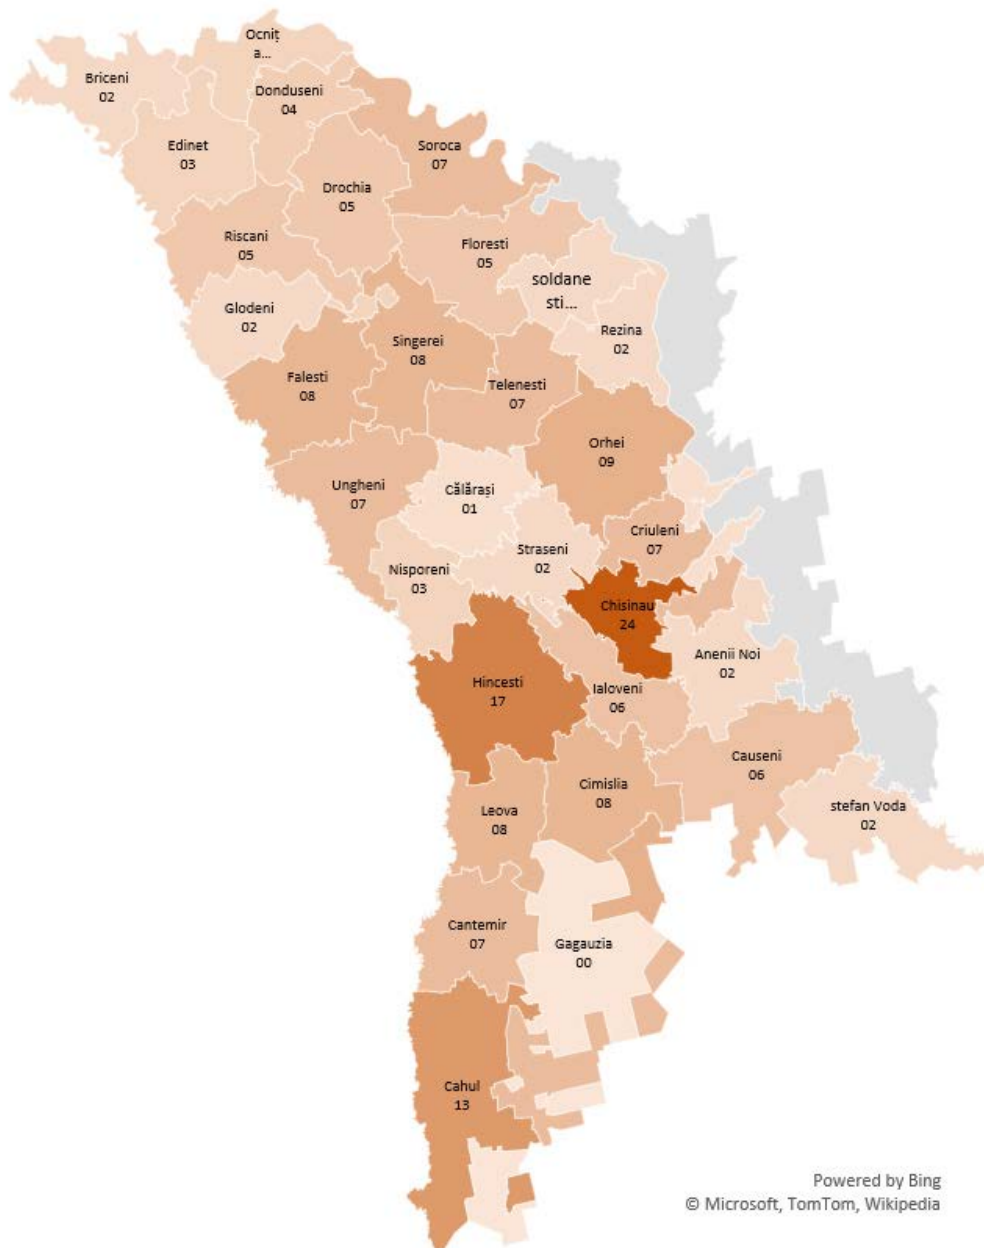 Ocniț
a...
Briceni
02
Donduseni
04
Edinet
03
Soroca
07
Drochia
05
Riscani
05
Floresti
05
soldane
sti...
Glodeni
02
Rezina
02
Singerei
08
Falesti
08
Telenesti
07
Orhei
09
Ungheni
07
Călărași
01
Criuleni
07
Straseni
02
Nisporeni
03
Chisinau
24
Anenii Noi
02
Hincesti
17
Ialoveni
06
Causeni
06
Cimislia
08
stefan Voda
02
Leova
08
Cantemir
07
Gagauzia
00
Cahul
13
Powered by Bing
© Microsoft, TomTom, Wikipedia